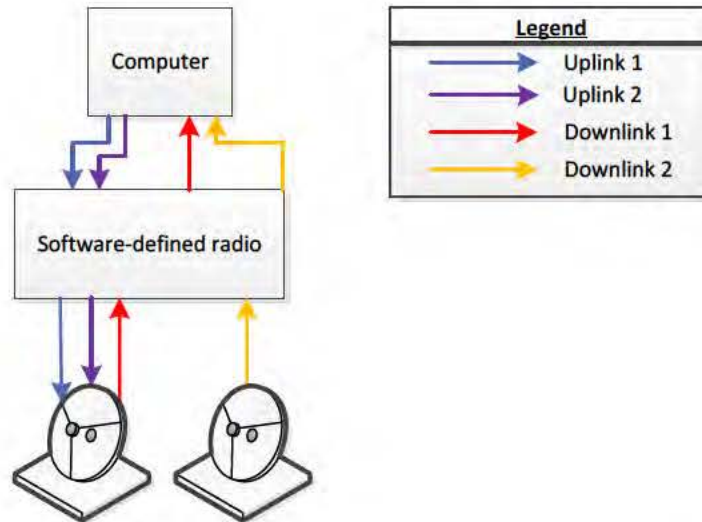 Computer
Software-defined radio
Legend
Uplink 1
Uplink 2
Downlink 1
Downlink 2